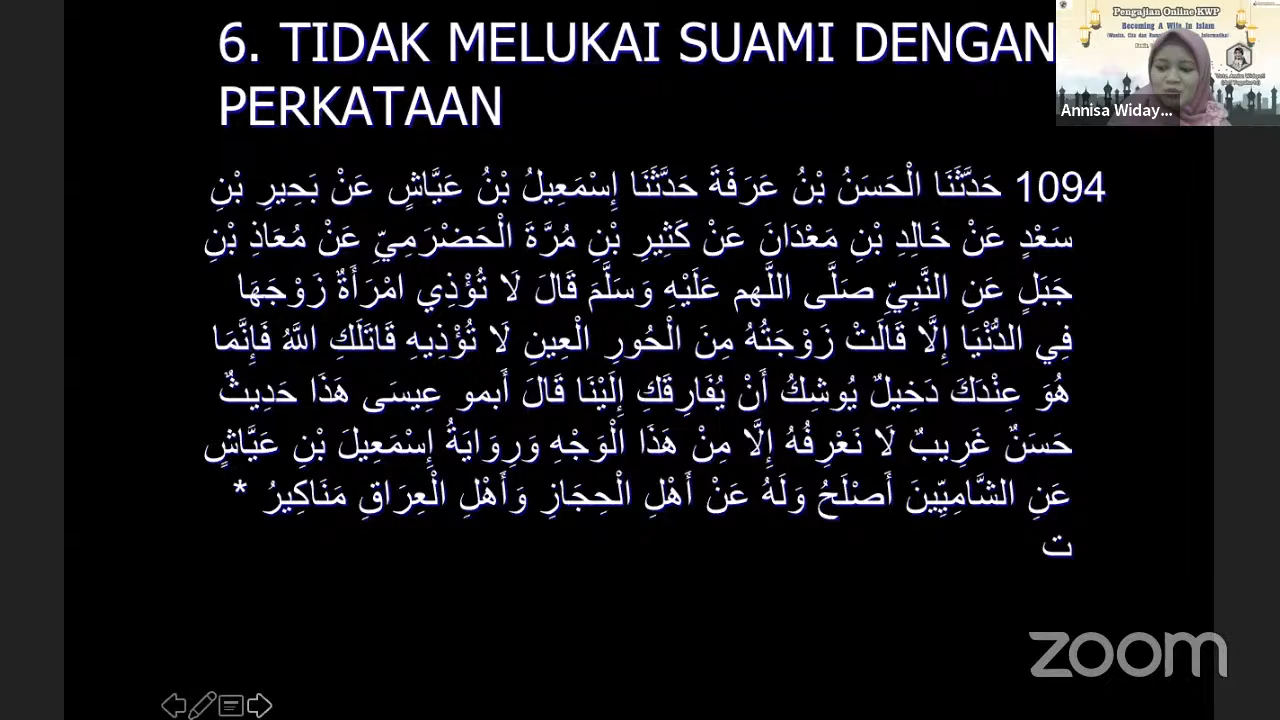 6. TIDAK MELUKAI SUAMI DENGAN
PERKATAAN
1094 حَدَّثَنَا الْحَسَنُ بْنُ عَرَفَةَ حَدَّثَنَا إِسْمَعِيلُ بْنُ عَيَّاشٍ عَنْ بَحِيرِ بْنِ
سَعْدٍ عَنْ خَالِدِ بْنِ مَعْدَانَ عَنْ كَثِيرِ بْنِ مُرَّةَ الْحَضْرَمِيِّ عَنْ مُعَاذِ بْنِ
جَبَلٍ عَنِ النَّبِيِّ صَلَّى اللَّهم عَلَيْهِ وَسَلَّمَ قَالَ لَا تُؤْذِي امْرَأَةٌ زَوْجَهَا
فِي الدُّنْيَا إِلَّا قَالَتْ زَوْجَتُهُ مِنَ الْحُورِ الْعِينِ لَا تُؤْذِيهِ قَاتَلَكِ اللَّهُ فَإِنَّمَا
هُوَ عِنْدَكَ دَخِيلٌ يُوشِكُ أَنْ يُفَارِقَكِ إِلَيْنَا قَالَ أَبمو عِيسَى هَذَا حَدِيثٌ
حَسَنٌ غَرِيبٌ لَا نَعْرِفُهُ إِلَّا مِنْ هَذَا الْوَجْهِ وَرِوَايَةُ إِسْمَعِيلَ بْنِ عَيَّاشٍ
عَنِ الشَّامِيِّينَ أَصْلَحُ وَلَهُ عَنْ أَهْلِ الْحِجَازِ وَأَهْلِ الْعِرَاقِ مَنَاكِيرُ *
ت
Pengajian Online KWP
Becoming A Wife In Islam
Annisa Widay...
zoom